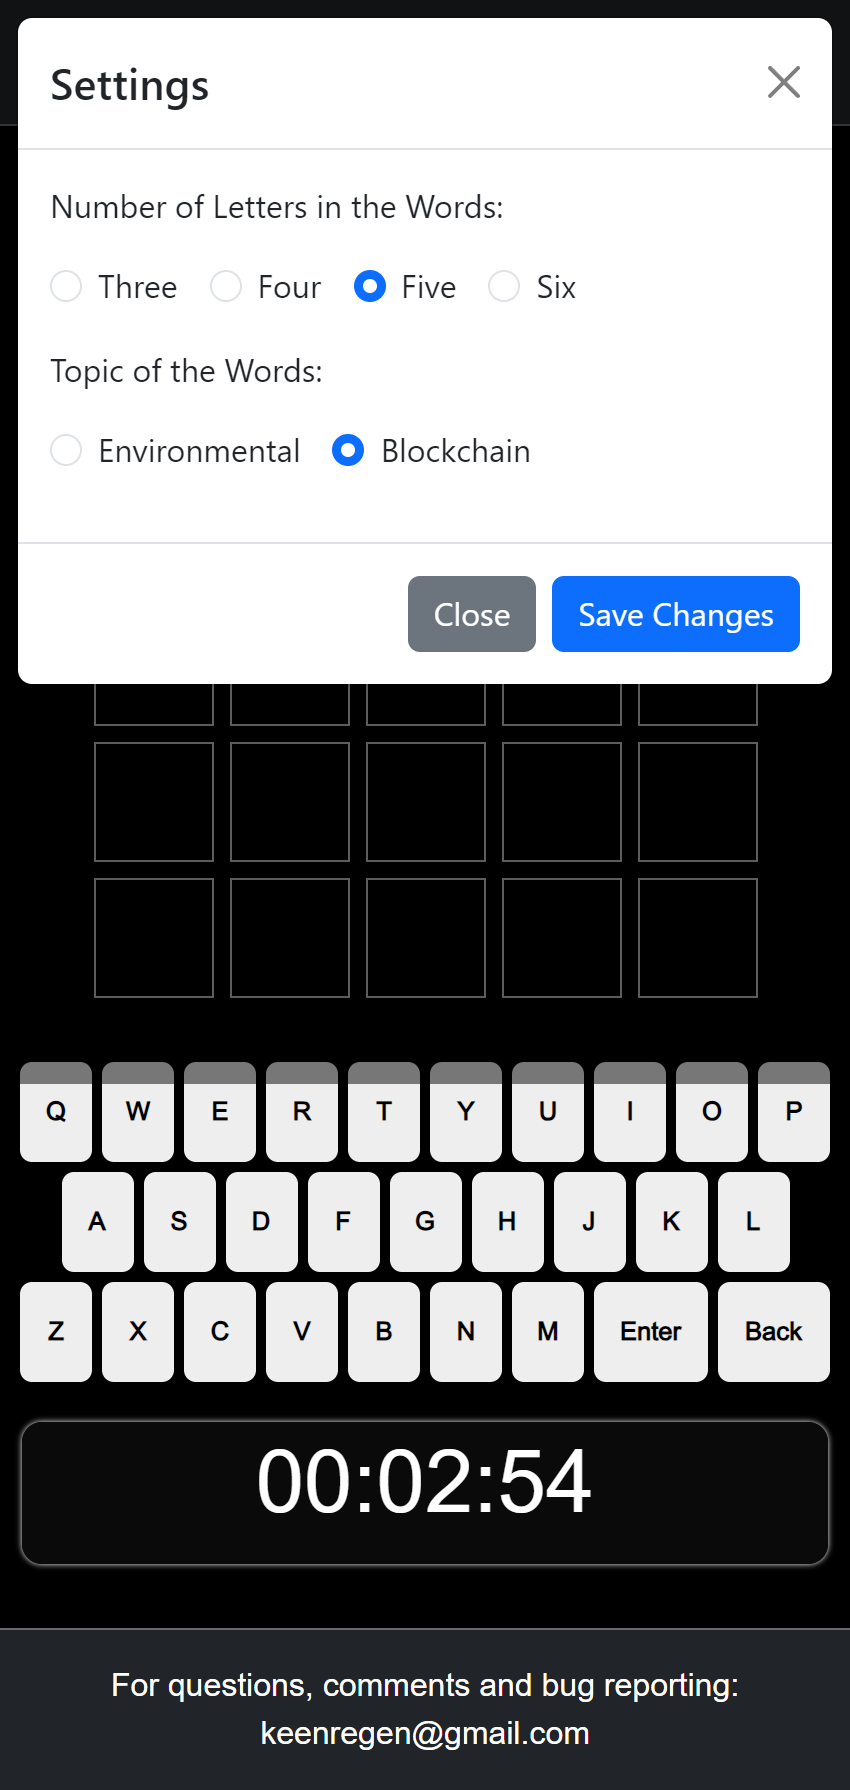 Settings
Number of Letters in the Words:
Three Four Five Six
Topic of the Words:
Environmental Blockchain
Close Save Changes
Q W E R T Y U I O P
A S D F G H J K L
Z X C V B N M Enter Back
00:02:54
For questions, comments and bug reporting:
keenregen@gmail.com